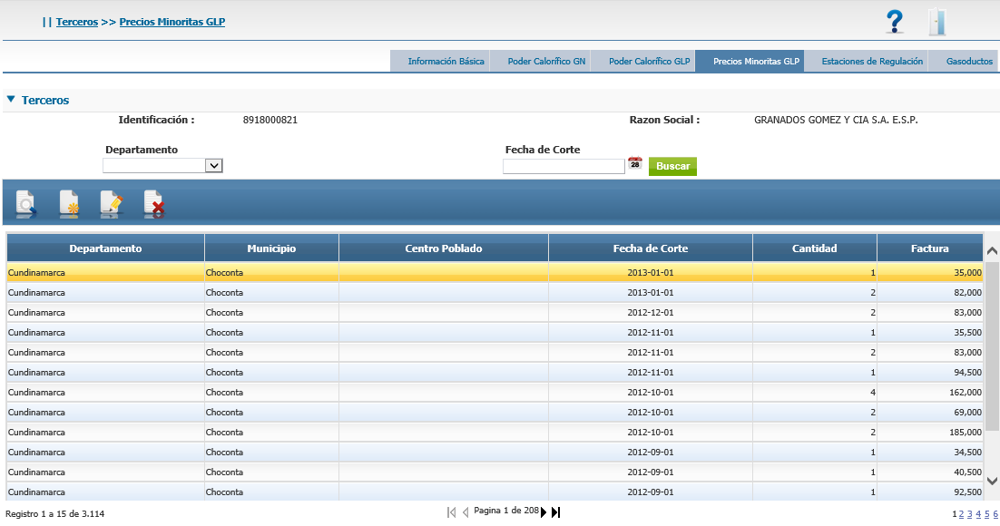 || Terceros >> Precios Minoritas GLP
Información Básica Poder Calorífico GN Poder Calorífico GLP Precios Minoritas GLP Estaciones de Regulación Gasoductos
Terceros
Identificación : 8918000821 Razon Social : GRANADOS GOMEZ Y CIA S.A. E.S.P.
Departamento Fecha de Corte
28 Buscar
Departamento Municipio Centro Poblado Fecha de Corte Cantidad Factura
Cundinamarca Choconta 2013-01-01 1 35,000
Cundinamarca Choconta 2013-01-01 2 82,000
Cundinamarca Choconta 2012-12-01 2 83,000
Cundinamarca Choconta 2012-11-01 1 35,500
Cundinamarca Choconta 2012-11-01 2 83,000
Cundinamarca Choconta 2012-11-01 1 94,500
Cundinamarca Choconta 2012-10-01 4 162,000
Cundinamarca Choconta 2012-10-01 2 69,000
Cundinamarca Choconta 2012-10-01 2 185,000
Cundinamarca Choconta 2012-09-01 1 34,500
Cundinamarca Choconta 2012-09-01 1 40,500
Cundinamarca Choconta 2012-09-01 1 92,500
Registro 1 a 15 de 3.114 Pagina 1 de 208 1 2 3 4 5 6